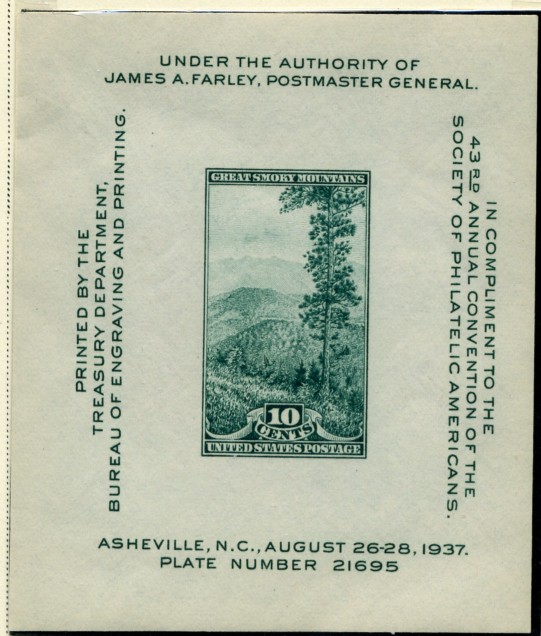 UNDER THE AUTHORITY OF
JAMES A. FARLEY, POSTMASTER GENERAL.
PRINTED BY THE
TREASURY DEPARTMENT,
BUREAU OF ENGRAVING AND PRINTING.
GREAT SMOKY MOUNTAINS
10
CENTS
UNITED STATES POSTAGE
IN COMPLIMENT TO THE
43RD ANNUAL CONVENTION OF THE
SOCIETY OF PHILATELIC AMERICANS.
ASHEVILLE, N.C., AUGUST 26-28, 1937.
PLATE NUMBER 21695